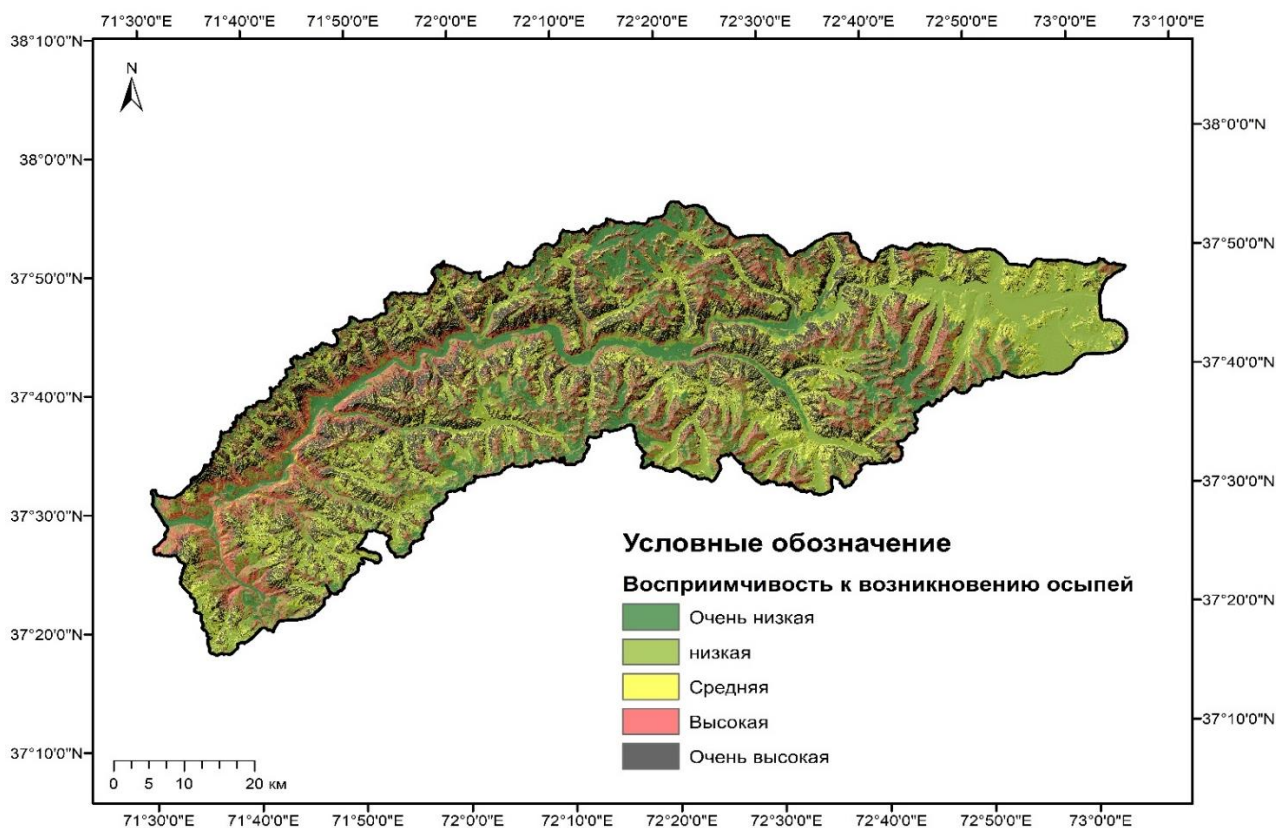 71°30'0"E 71°40'0"E 71°50'0"E 72°0'0"E 72°10'0"E 72°20'0"E 72°30'0"E 72°40'0"E 72°50'0"E 73°0'0"E 73°10'0"E
38°10'0"N
N
38°0'0"N
38°0'0"N
37°50'0"N
37°50'0"N
37°40'0"N
37°40'0"N
37°30'0"N
37°30'0"N
37°20'0"N
37°20'0"N
37°10'0"N
37°10'0"N
Условные обозначение
Восприимчивость к возникновению осыпей
Очень низкая
низкая
Средняя
Высокая
Очень высокая
0 5 10 20 км
71°30'0"E 71°40'0"E 71°50'0"E 72°0'0"E 72°10'0"E 72°20'0"E 72°30'0"E 72°40'0"E 72°50'0"E 73°0'0"E